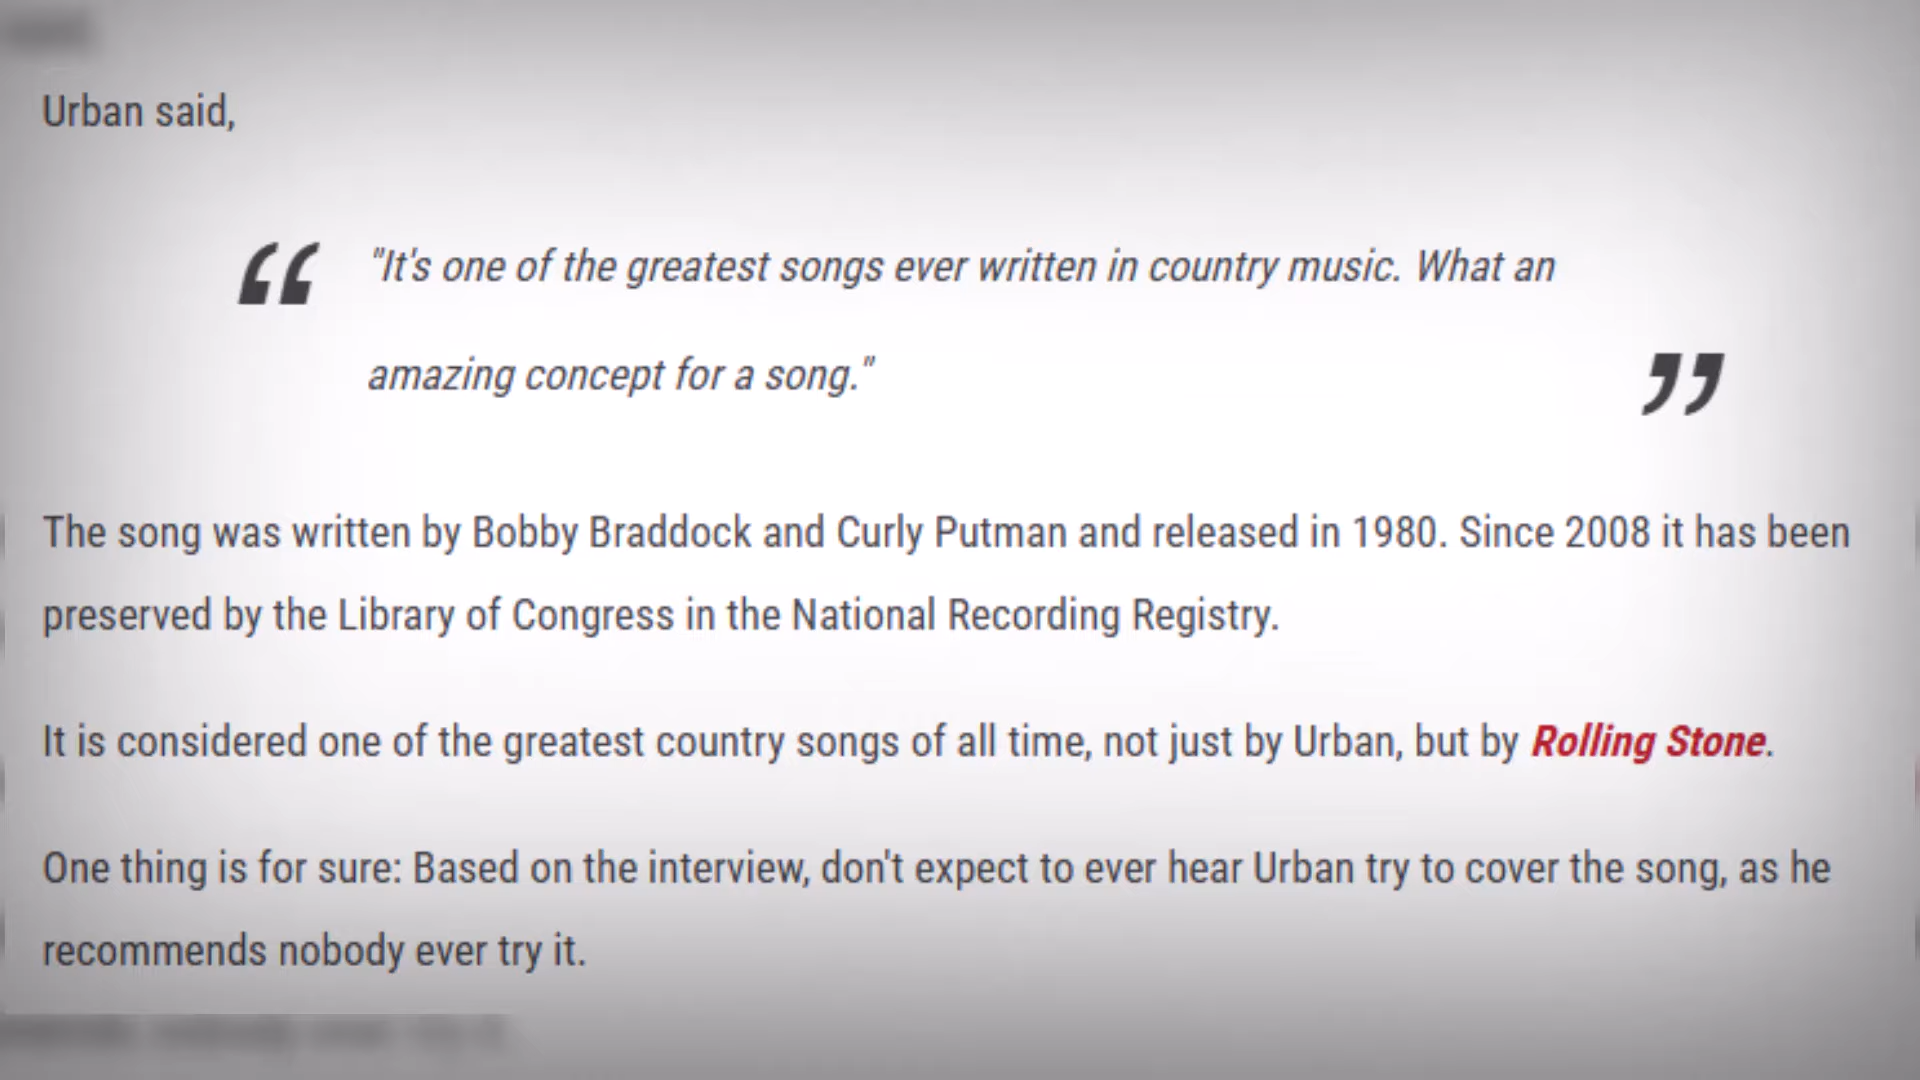 Urban said,
“ "It's one of the greatest songs ever written in country music. What an
amazing concept for a song." ”
The song was written by Bobby Braddock and Curly Putman and released in 1980. Since 2008 it has been
preserved by the Library of Congress in the National Recording Registry.
It is considered one of the greatest country songs of all time, not just by Urban, but by Rolling Stone.
One thing is for sure: Based on the interview, don't expect to ever hear Urban try to cover the song, as he
recommends nobody ever try it.